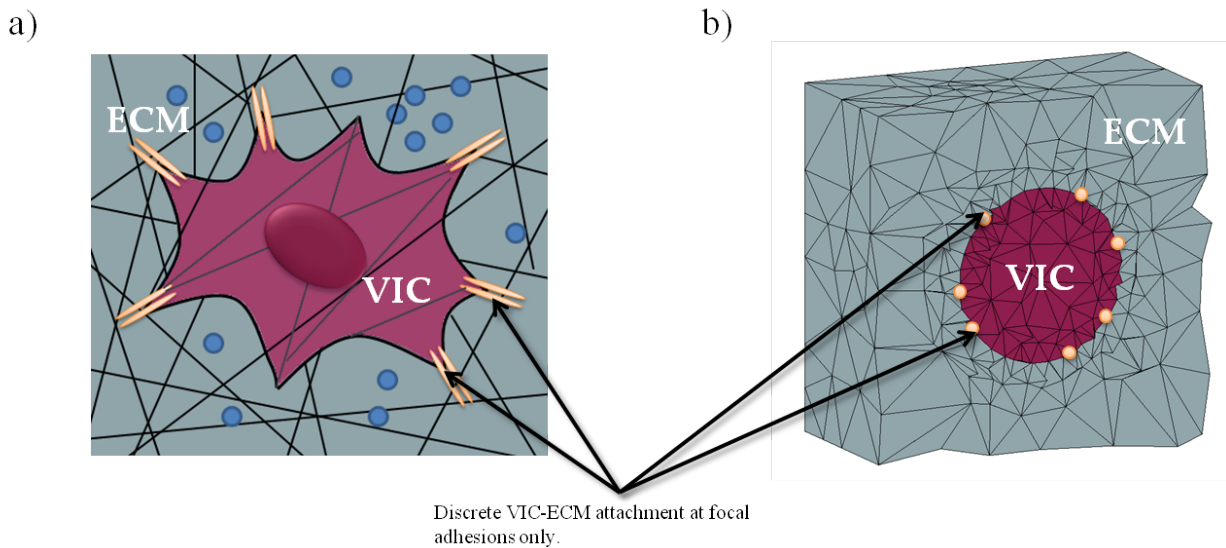 a)
ECM
VIC
b)
ECM
VIC
Discrete VIC-ECM attachment at focal
adhesions only.